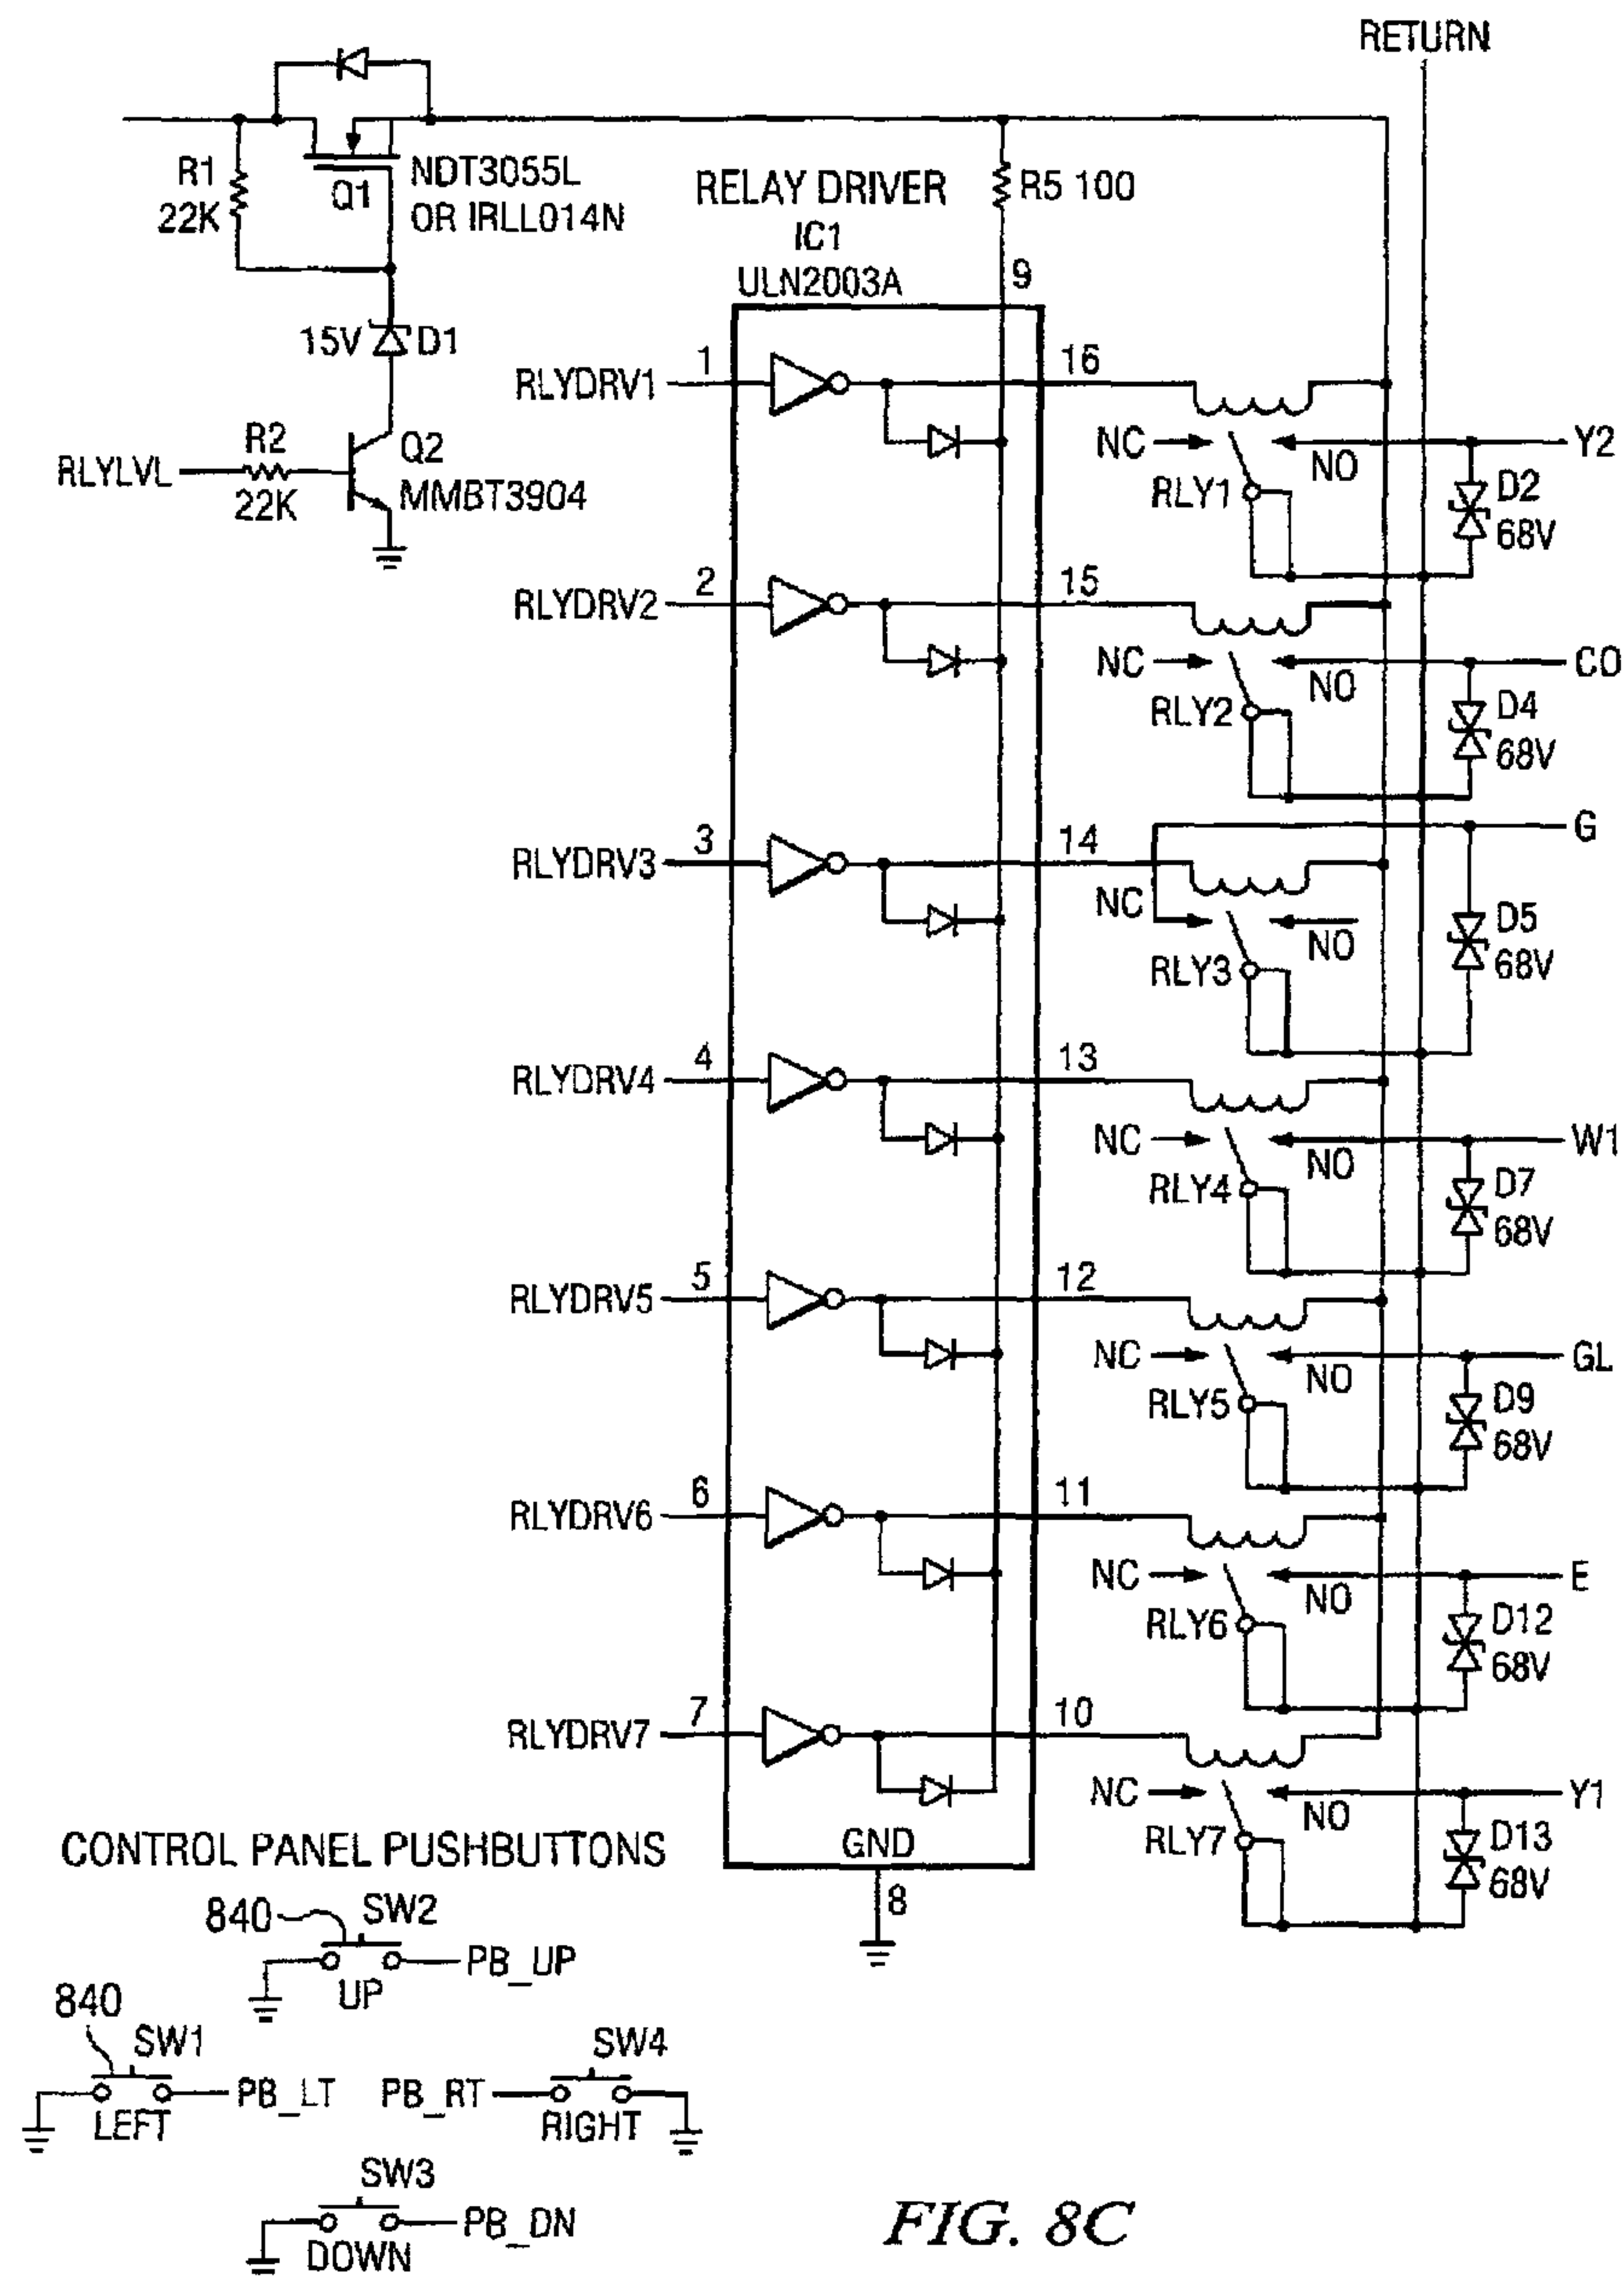 RETURN
R1
22K
Q1
NDT3055L
OR IRLL014N
RELAY DRIVER
IC1
ULN2003A
R5 100
9
15V
D1
RLYLVL
R2
22K
Q2
MMBT3904
RLYDRV1
1
16
NC
NO
RLY1
Y2
D2
68V
RLYDRV2
2
15
NC
NO
RLY2
CO
D4
68V
RLYDRV3
3
14
NC
NO
RLY3
G
D5
68V
RLYDRV4
4
13
NC
NO
RLY4
W1
D7
68V
RLYDRV5
5
12
NC
NO
RLY5
GL
D9
68V
RLYDRV6
6
11
NC
NO
RLY6
E
D12
68V
RLYDRV7
7
10
NC
NO
RLY7
Y1
D13
68V
GND
8
CONTROL PANEL PUSHBUTTONS
840
SW2
PB_UP
UP
840
SW1
PB_LT
LEFT
SW4
PB_RT
RIGHT
SW3
PB_DN
DOWN
FIG. 8C